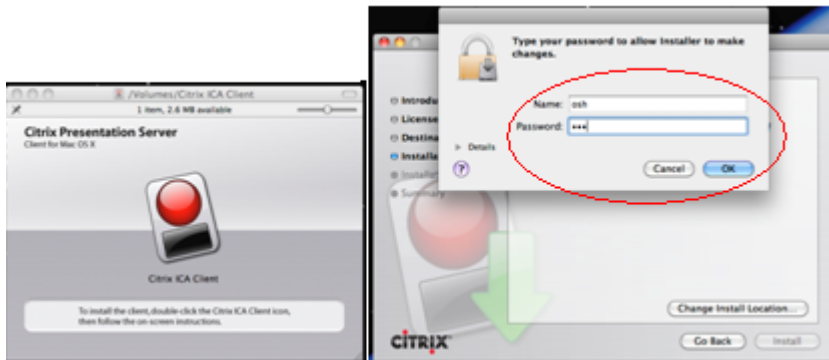 /Volumes/Citrix ICA Client
1 item, 2.6 MB available
Citrix Presentation Server
Client for Mac OS X
Citrix ICA Client
To install the client, double-click the Citrix ICA Client icon,
then follow the on-screen instructions.
Type your password to allow Installer to make
changes.
Name: osh
Password: •••
Details
?
Cancel
OK
Introdu
License
Destina
Installa
Installe
Summary
Change Install Location...
CITRIX
Go Back
Install